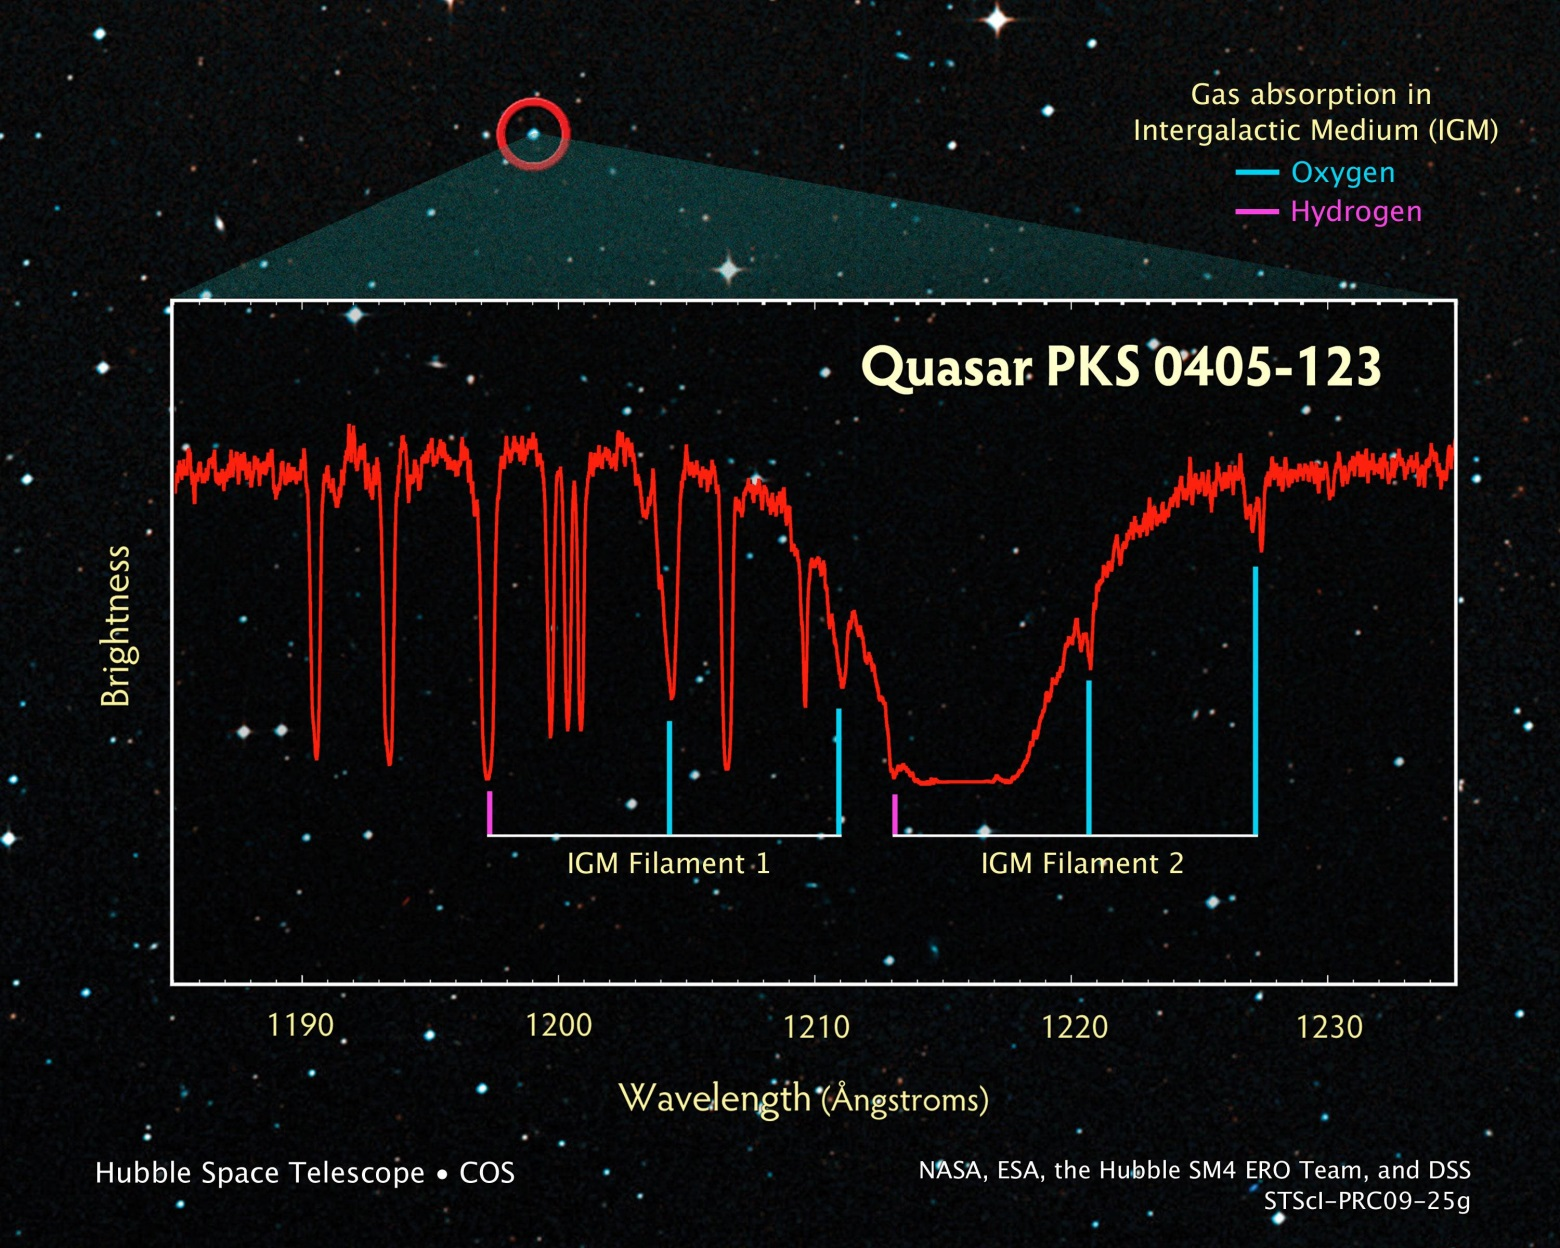 Gas absorption in
Intergalactic Medium (IGM)
Oxygen
Hydrogen
Quasar PKS 0405-123
Brightness
IGM Filament 1
IGM Filament 2
1190 1200 1210 1220 1230
Wavelength (Ångstroms)
Hubble Space Telescope • COS
NASA, ESA, the Hubble SM4 ERO Team, and DSS
STScI-PRC09-25g